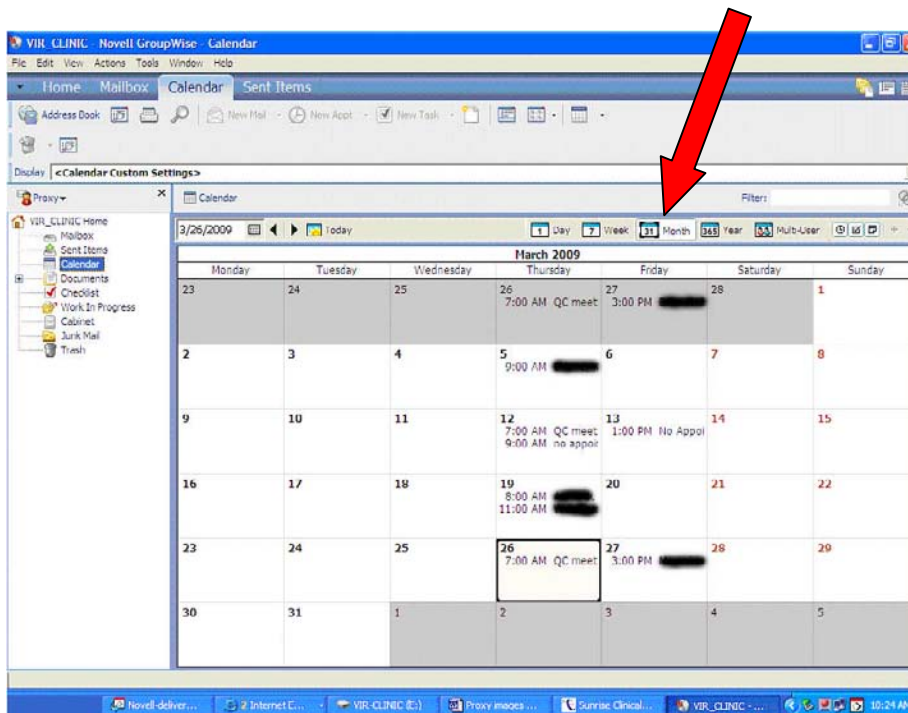 VIR_CLINIC - Novell GroupWise - Calendar
File Edit View Actions Tools Window Help
Home Mailbox Calendar Sent Items
Address Book New Mail New Appt New Task
Display <Calendar Custom Settings>
Proxy Calendar Filter:
VIR_CLINIC Home
Mailbox
Sent Items
Calendar
Documents
Checklist
Work In Progress
Cabinet
Junk Mail
Trash
3/26/2009 Today 1 Day 7 Week 31 Month 365 Year Multi-User
March 2009
Monday Tuesday Wednesday Thursday Friday Saturday Sunday
23 24 25 26 27 28 1
7:00 AM QC meet 3:00 PM
2 3 4 5 6 7 8
9:00 AM
9 10 11 12 13 14 15
7:00 AM QC meet 1:00 PM No Appoi
9:00 AM no appoi
16 17 18 19 20 21 22
8:00 AM
11:00 AM
23 24 25 26 27 28 29
7:00 AM QC meet 3:00 PM
30 31 1 2 3 4 5
Novell-deliver... 2 Internet E... VIR-CLINIC (E:) Proxy images ... Sunrise Clinical... VIR_CLINIC - ... 10:24 AM